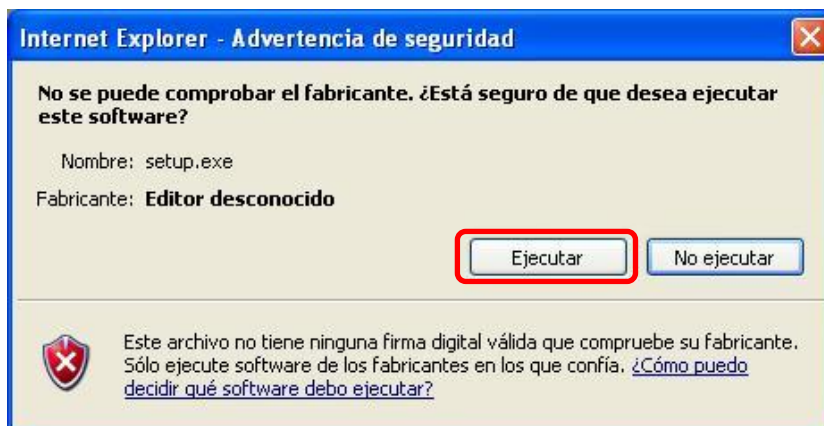 Internet Explorer - Advertencia de seguridad
No se puede comprobar el fabricante. ¿Está seguro de que desea ejecutar
este software?
Nombre: setup.exe
Fabricante: Editor desconocido
Ejecutar
No ejecutar
Este archivo no tiene ninguna firma digital válida que compruebe su fabricante.
Sólo ejecute software de los fabricantes en los que confía. ¿Cómo puedo
decidir qué software debo ejecutar?